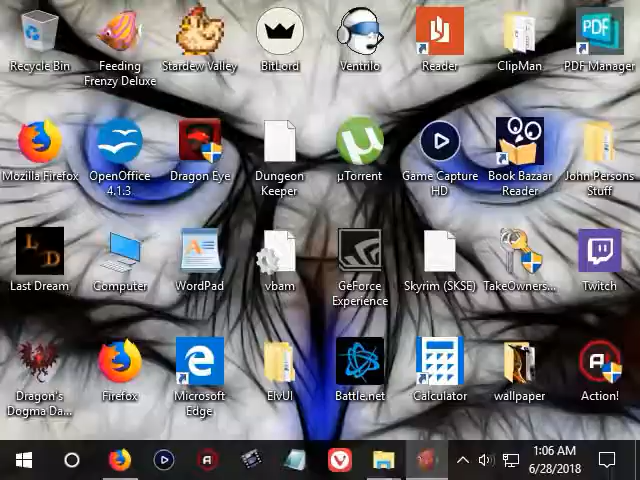 Recycle Bin
Feeding
Frenzy Deluxe
Stardew Valley
BitLord
Ventrilo
Reader
ClipMan
PDF
PDF Manager
Mozilla Firefox
OpenOffice
4.1.3
Dragon Eye
Dungeon
Keeper
µ
µTorrent
Game Capture
HD
Book Bazaar
Reader
John Persons
Stuff
L
D
Last Dream
Computer
A
WordPad
vbam
GeForce
Experience
Skyrim (SKSE)
TakeOwners...
Twitch
Dragon's
Dogma Da...
Firefox
Microsoft
Edge
ElvUI
Battle.net
Calculator
wallpaper
A
Action!
1:06 AM
6/28/2018